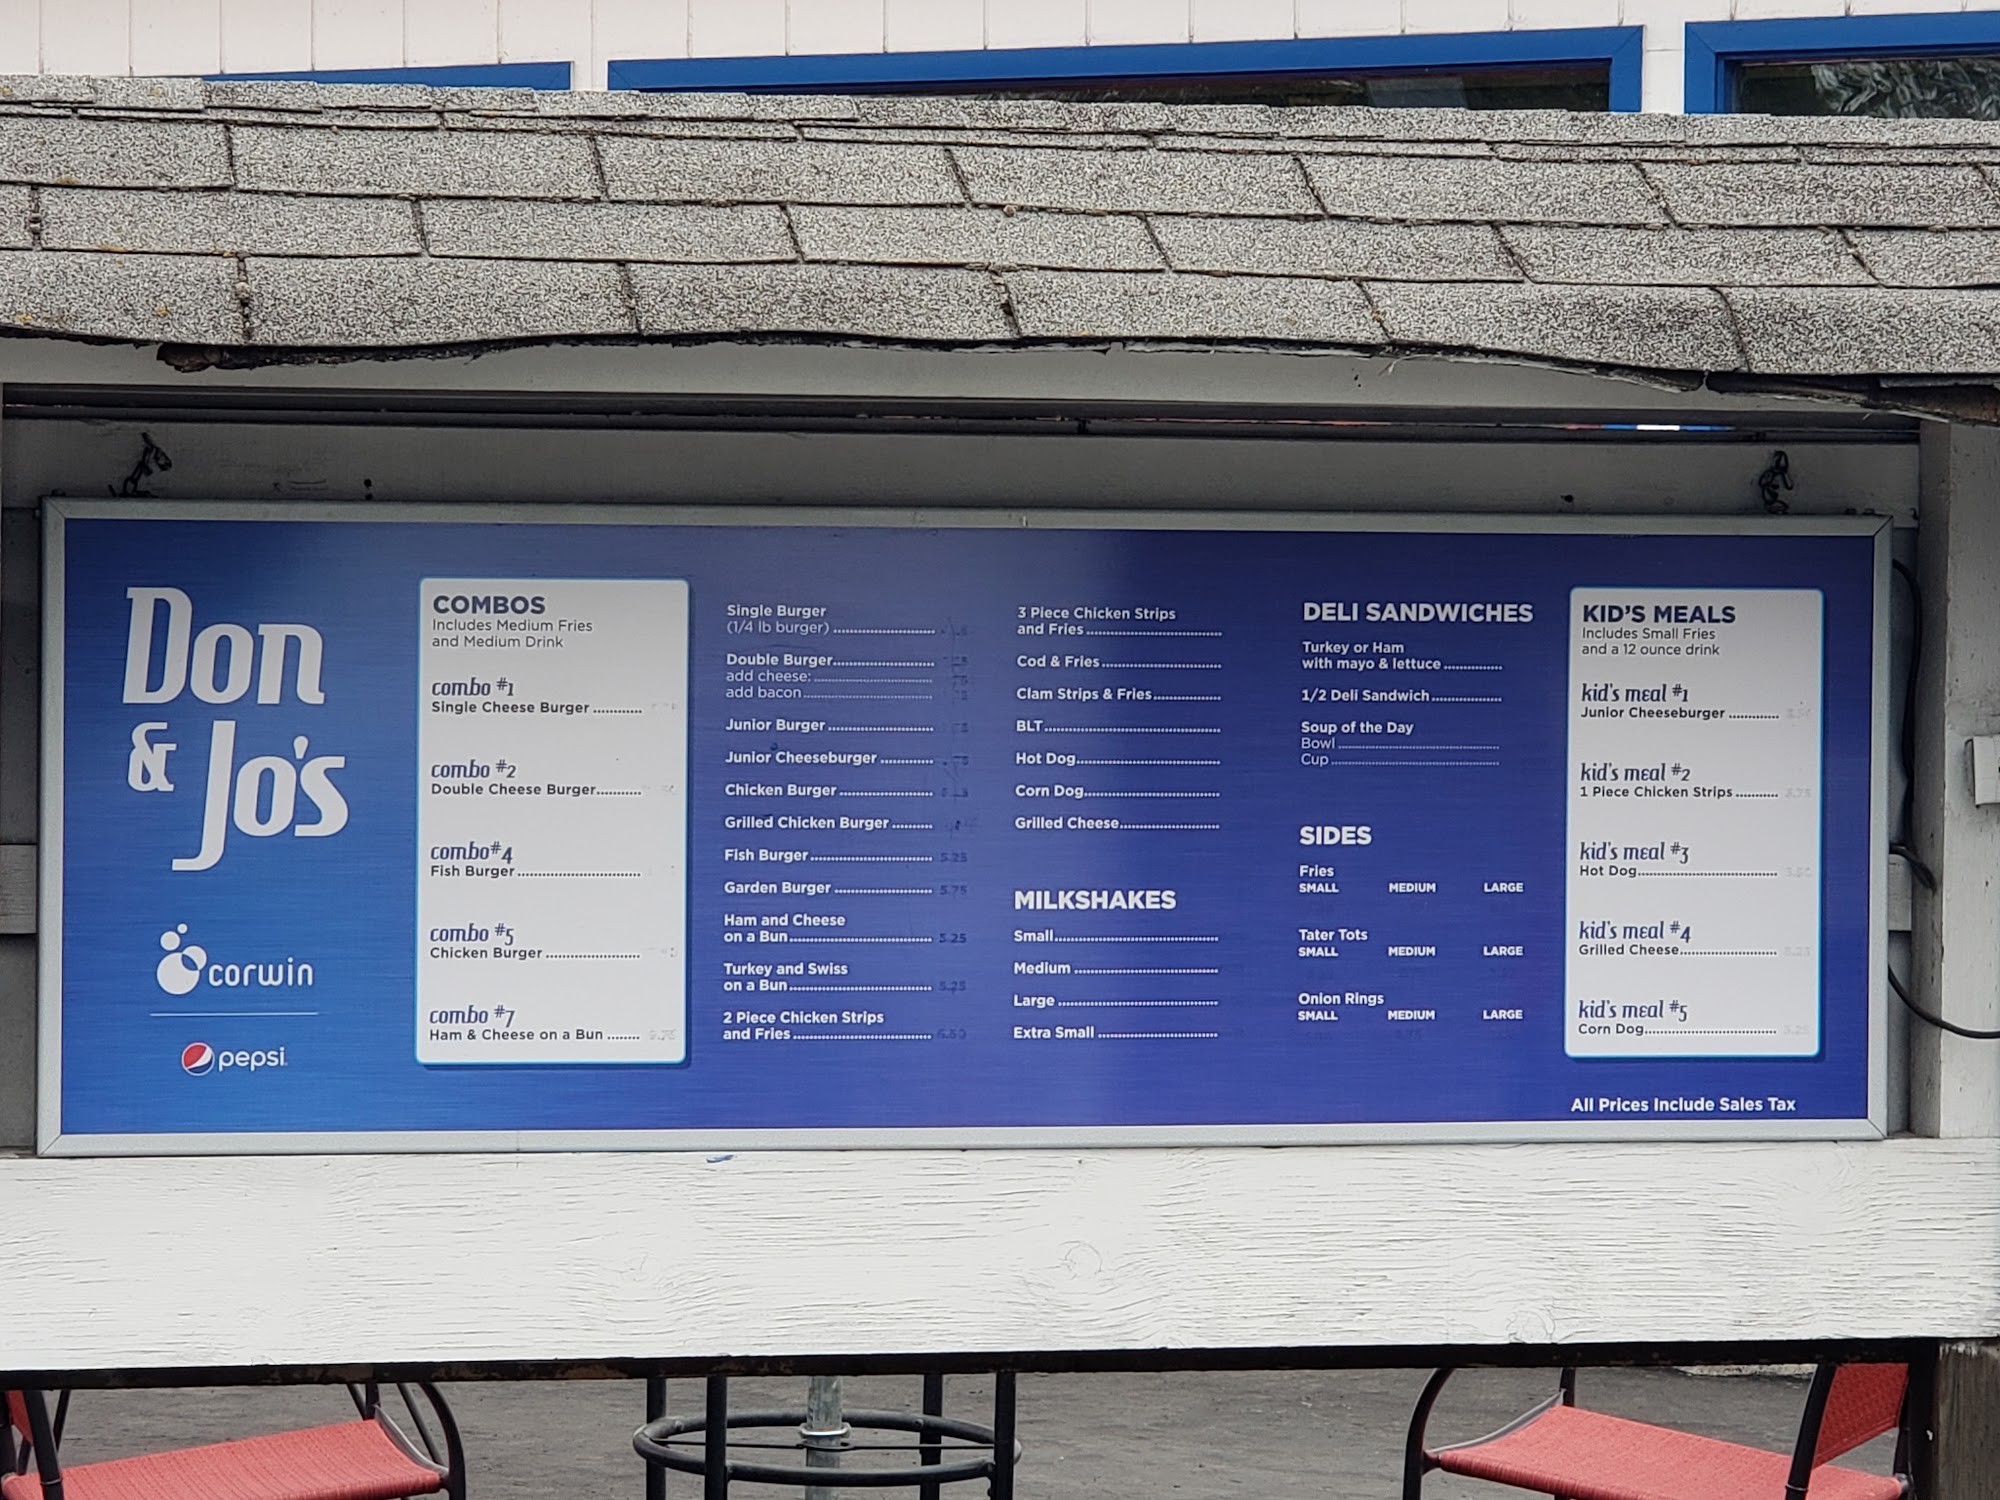 Don
& Jo's
corwin
pepsi
COMBOS
Includes Medium Fries
and Medium Drink
combo #1
Single Cheese Burger ............
combo #2
Double Cheese Burger...........
combo#4
Fish Burger ...............................
combo #5
Chicken Burger .......................
combo #7
Ham & Cheese on a Bun ........
Single Burger
(1/4 lb burger) .........................
Double Burger.........................
add cheese: ..............................
add bacon ................................
Junior Burger ...........................
Junior Cheeseburger .............
Chicken Burger .......................
Grilled Chicken Burger ..........
Fish Burger .............................. 5.25
Garden Burger ........................ 5.75
Ham and Cheese
on a Bun ................................... 5.25
Turkey and Swiss
on a Bun ................................... 5.25
2 Piece Chicken Strips
and Fries .................................. 6.50
3 Piece Chicken Strips
and Fries .................................
Cod & Fries .............................
Clam Strips & Fries ................
BLT ...........................................
Hot Dog ...................................
Corn Dog .................................
Grilled Cheese ........................
MILKSHAKES
Small ........................................
Medium ...................................
Large .......................................
Extra Small .............................
DELI SANDWICHES
Turkey or Ham
with mayo & lettuce ..............
1/2 Deli Sandwich .................
Soup of the Day
Bowl ........................................
Cup ..........................................
SIDES
Fries
SMALL MEDIUM LARGE
Tater Tots
SMALL MEDIUM LARGE
Onion Rings
SMALL MEDIUM LARGE
KID'S MEALS
Includes Small Fries
and a 12 ounce drink
kid's meal #1
Junior Cheeseburger ............
kid's meal #2
1 Piece Chicken Strips ..........
kid's meal #3
Hot Dog ...................................
kid's meal #4
Grilled Cheese ........................
kid's meal #5
Corn Dog .................................
All Prices Include Sales Tax